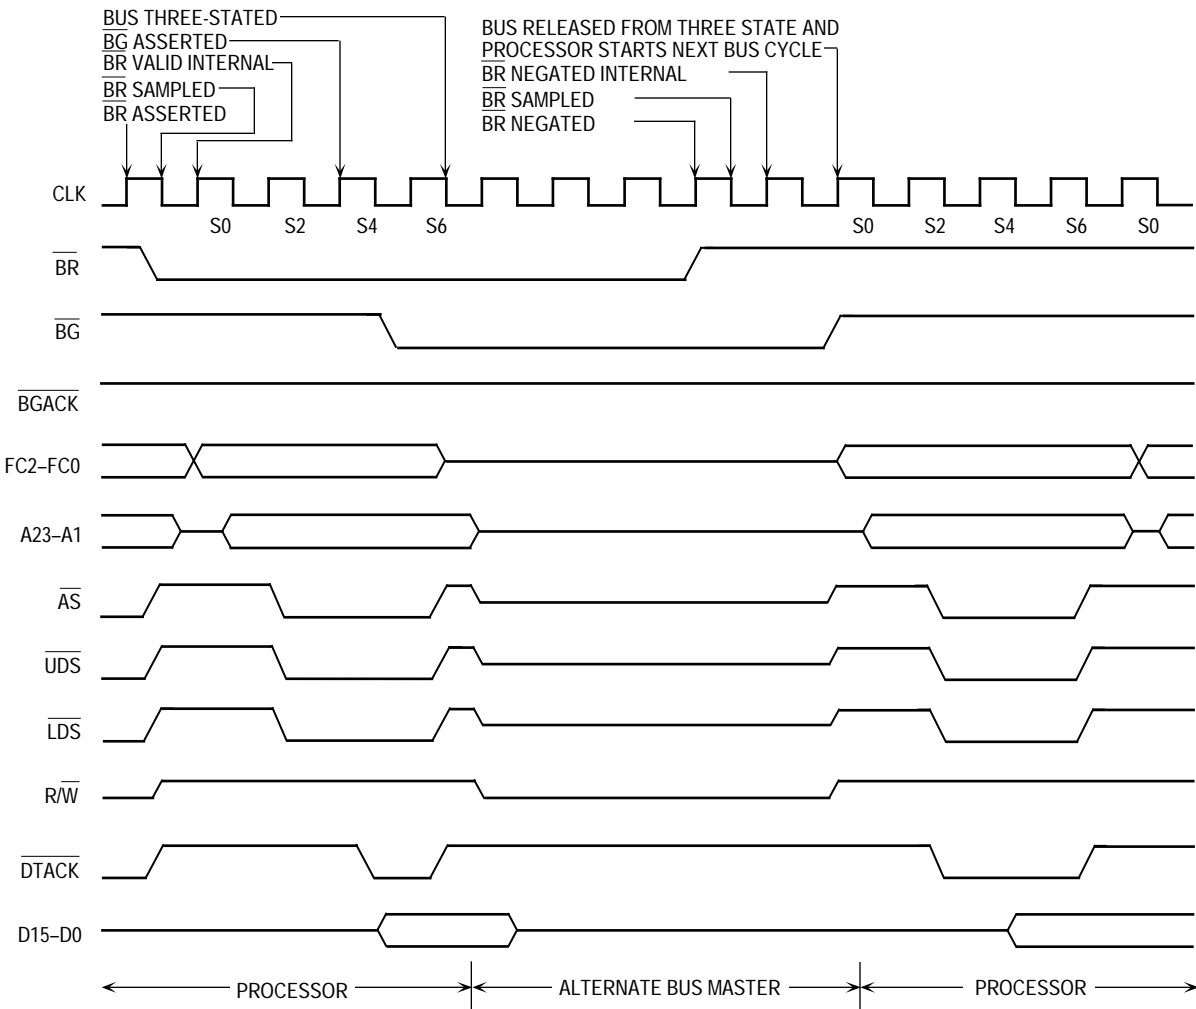 BUS THREE-STATED
BG ASSERTED
BR VALID INTERNAL
BR SAMPLED
BR ASSERTED
BUS RELEASED FROM THREE STATE AND
PROCESSOR STARTS NEXT BUS CYCLE
BR NEGATED INTERNAL
BR SAMPLED
BR NEGATED
CLK
S0 S2 S4 S6 S0 S2 S4 S6 S0
BR
BG
BGACK
FC2–FC0
A23–A1
AS
UDS
LDS
R/W
DTACK
D15–D0
PROCESSOR ALTERNATE BUS MASTER PROCESSOR